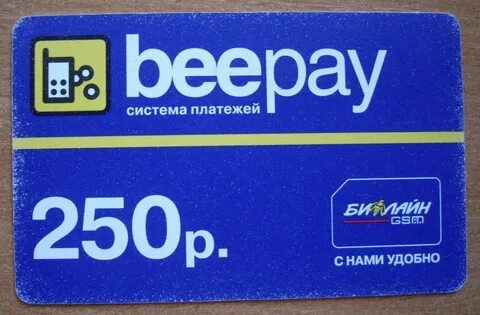 beepay
система платежей
250р.
БИЛАЙН
GSM
С НАМИ УДОБНО